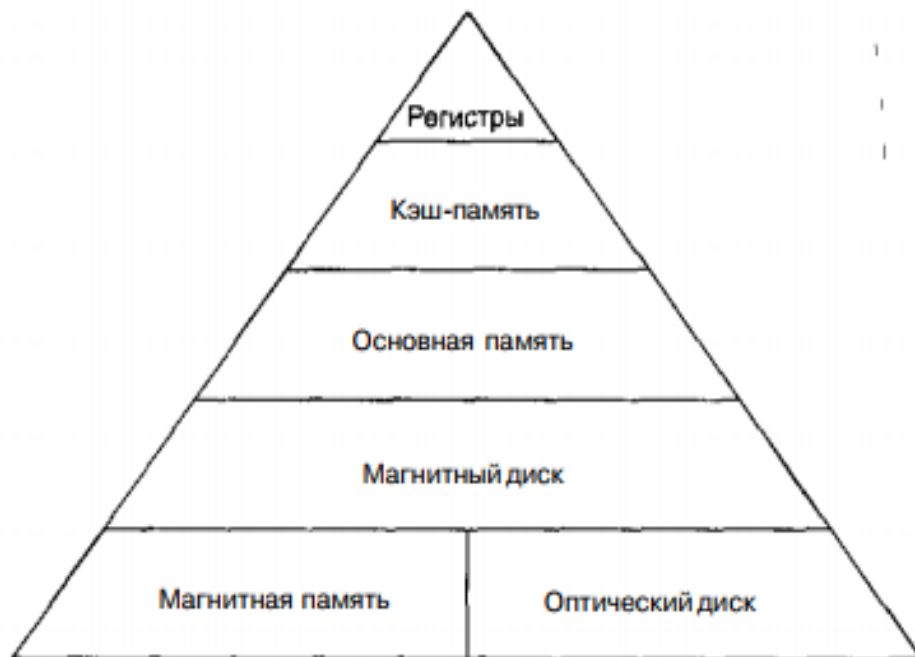 Регистры
Кэш-память
Основная память
Магнитный диск
Магнитная память
Оптический диск